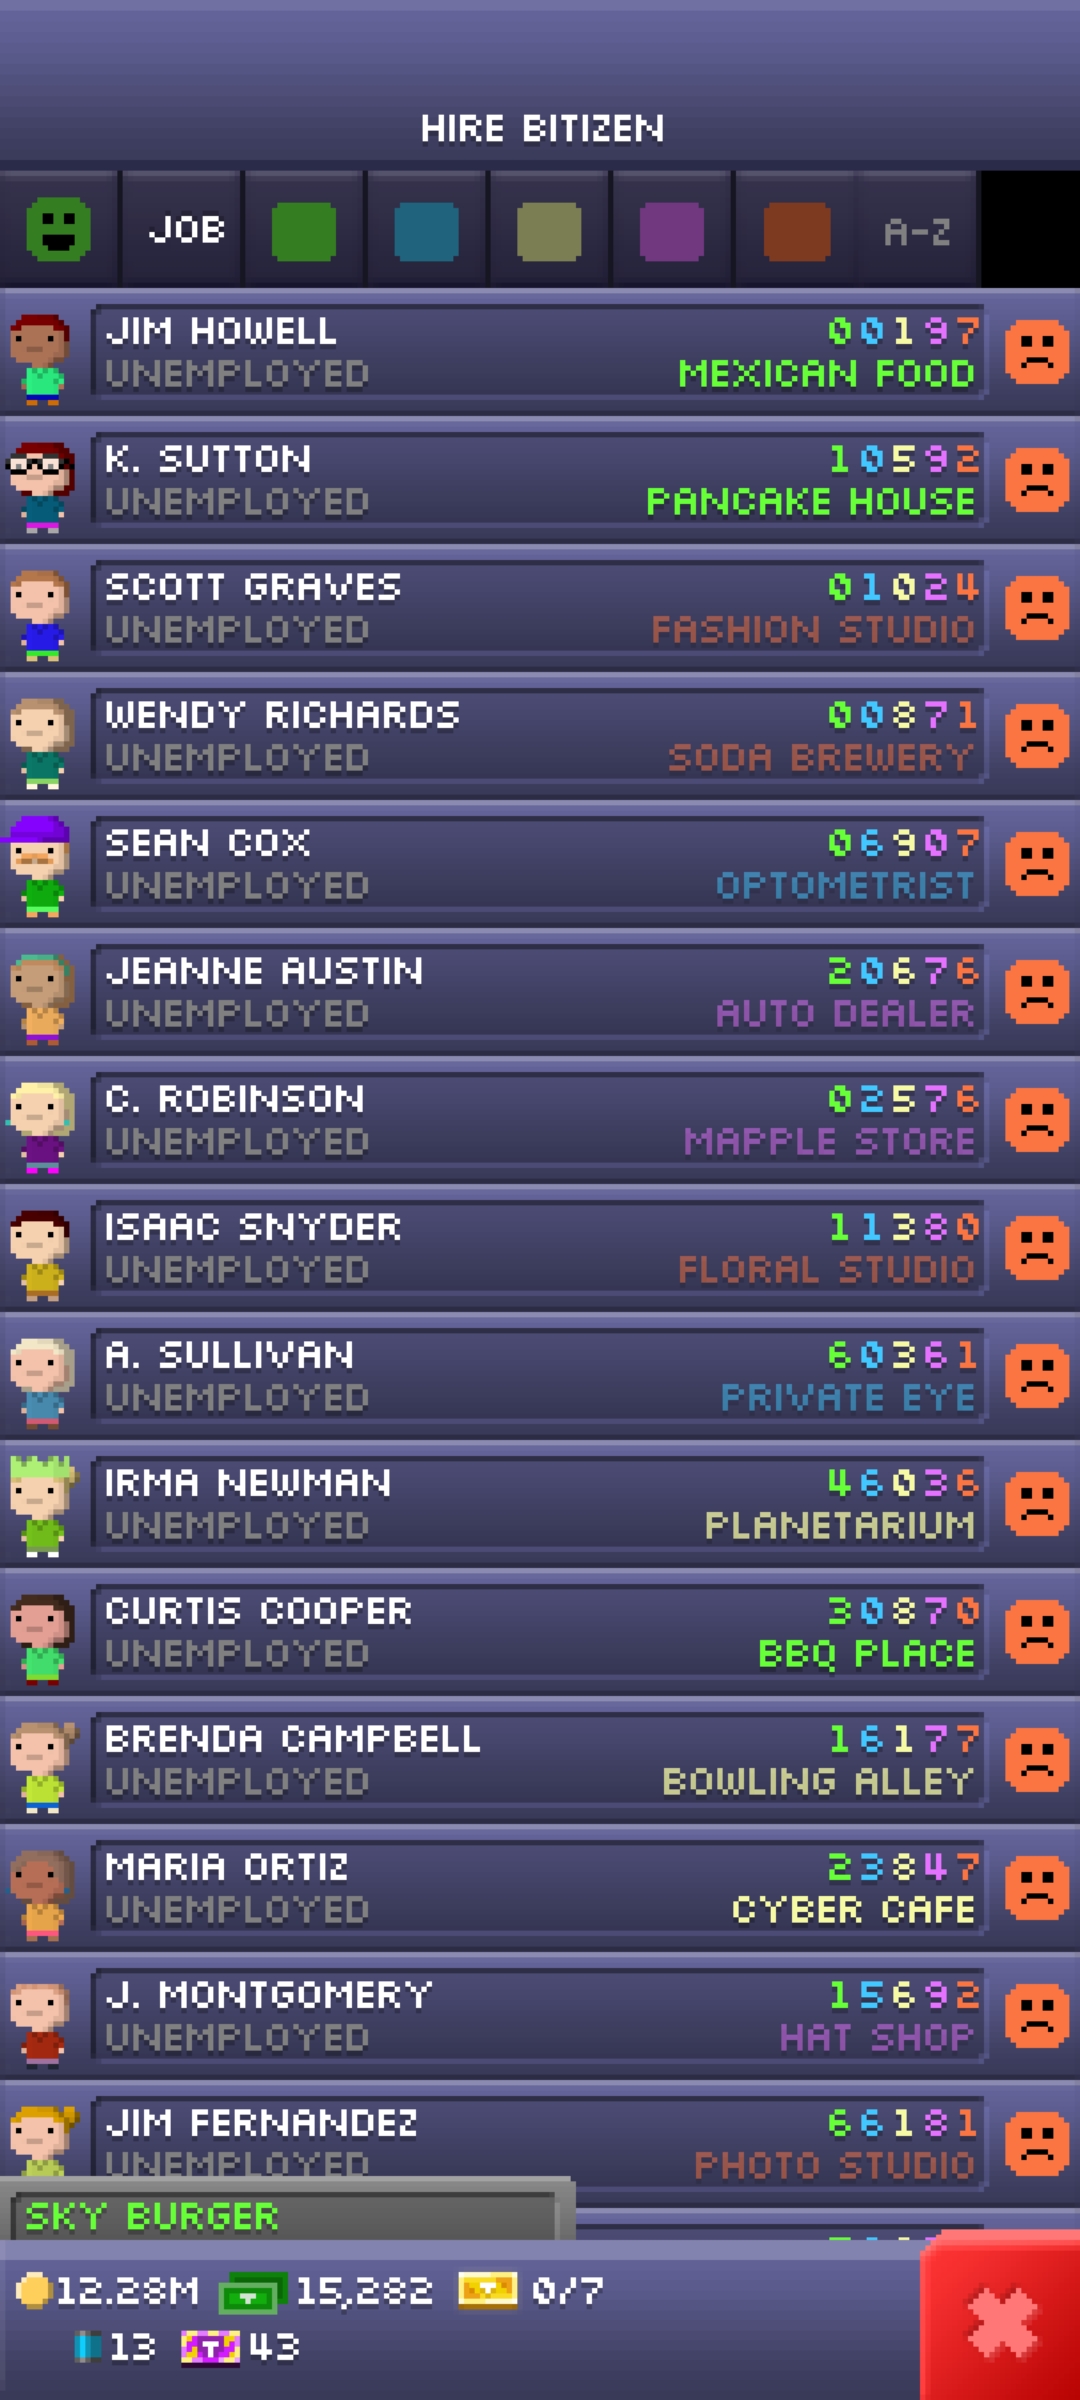 HIRE BITIZEN
JOB A-Z
JIM HOWELL 00197
UNEMPLOYED MEXICAN FOOD
K. SUTTON 10592
UNEMPLOYED PANCAKE HOUSE
SCOTT GRAVES 01024
UNEMPLOYED FASHION STUDIO
WENDY RICHARDS 00871
UNEMPLOYED SODA BREWERY
SEAN COX 06907
UNEMPLOYED OPTOMETRIST
JEANNE AUSTIN 20676
UNEMPLOYED AUTO DEALER
C. ROBINSON 02576
UNEMPLOYED MAPPLE STORE
ISAAC SNYDER 11380
UNEMPLOYED FLORAL STUDIO
A. SULLIVAN 60361
UNEMPLOYED PRIVATE EYE
IRMA NEWMAN 46036
UNEMPLOYED PLANETARIUM
CURTIS COOPER 30870
UNEMPLOYED BBQ PLACE
BRENDA CAMPBELL 16177
UNEMPLOYED BOWLING ALLEY
MARIA ORTIZ 23847
UNEMPLOYED CYBER CAFE
J. MONTGOMERY 15692
UNEMPLOYED HAT SHOP
JIM FERNANDEZ 66181
UNEMPLOYED PHOTO STUDIO
SKY BURGER
12.28M 15,282 0/7
13 43